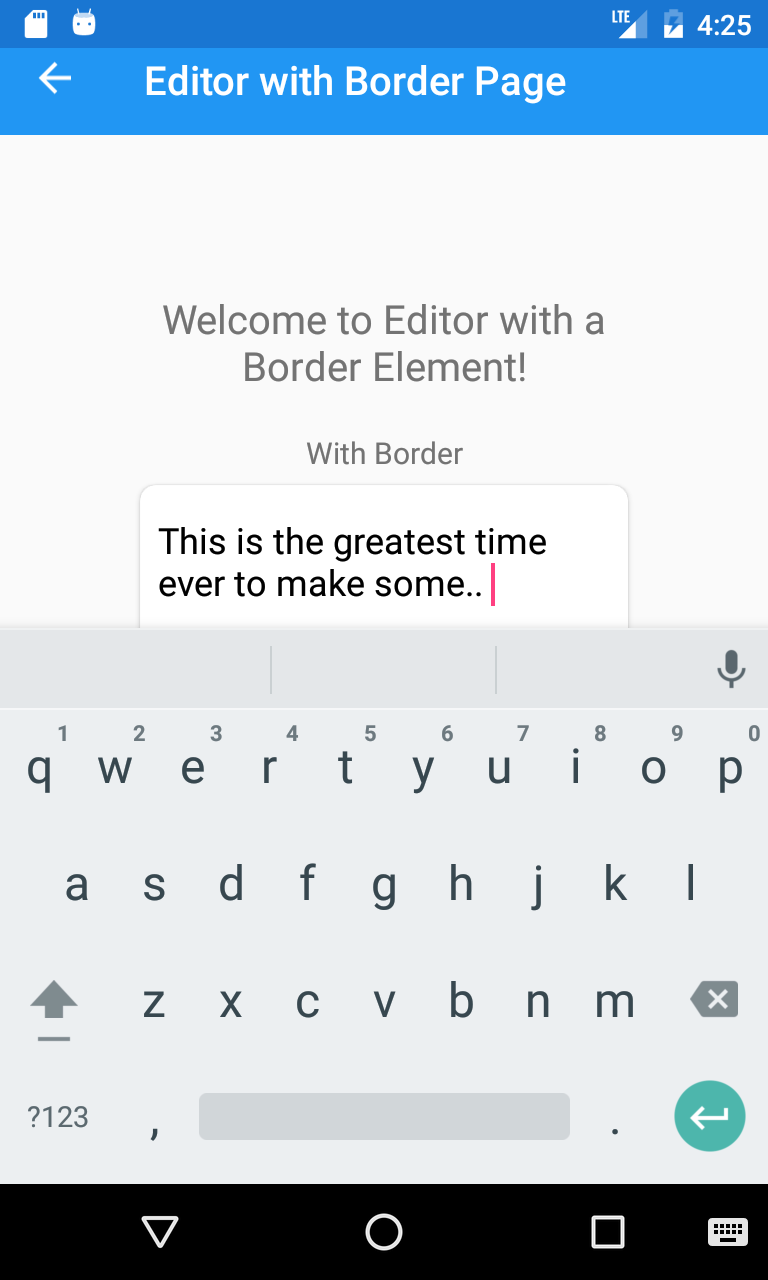 LTE 4:25
Editor with Border Page
Welcome to Editor with a
Border Element!
With Border
This is the greatest time
ever to make some..
1 2 3 4 5 6 7 8 9 0
q w e r t y u i o p
a s d f g h j k l
z x c v b n m
?123 , .